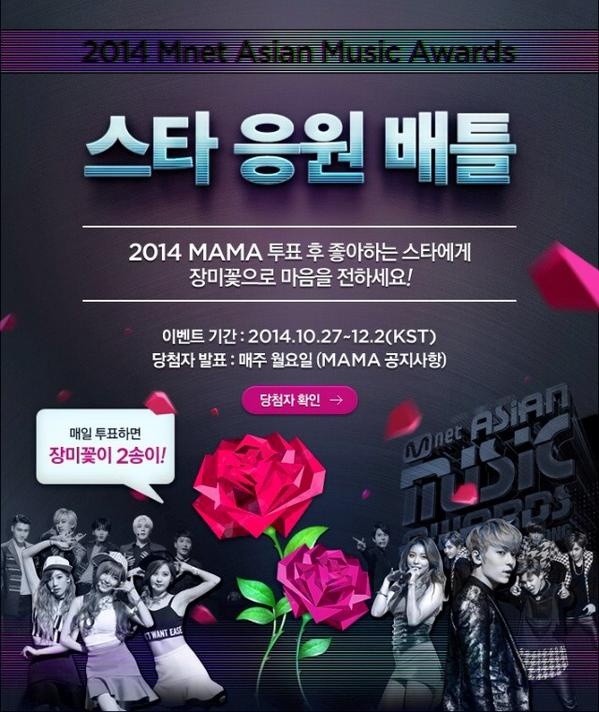 2014 Mnet Asian Music Awards
스타 응원 배틀
2014 MAMA 투표 후 좋아하는 스타에게
장미꽃으로 마음을 전하세요!
이벤트 기간 : 2014.10.27~12.2(KST)
당첨자 발표 : 매주 월요일 (MAMA 공지사항)
당첨자 확인 →
매일 투표하면
장미꽃이 2송이!
Mnet ASIAN
MUSIC
AWARDS
I WANT EASE